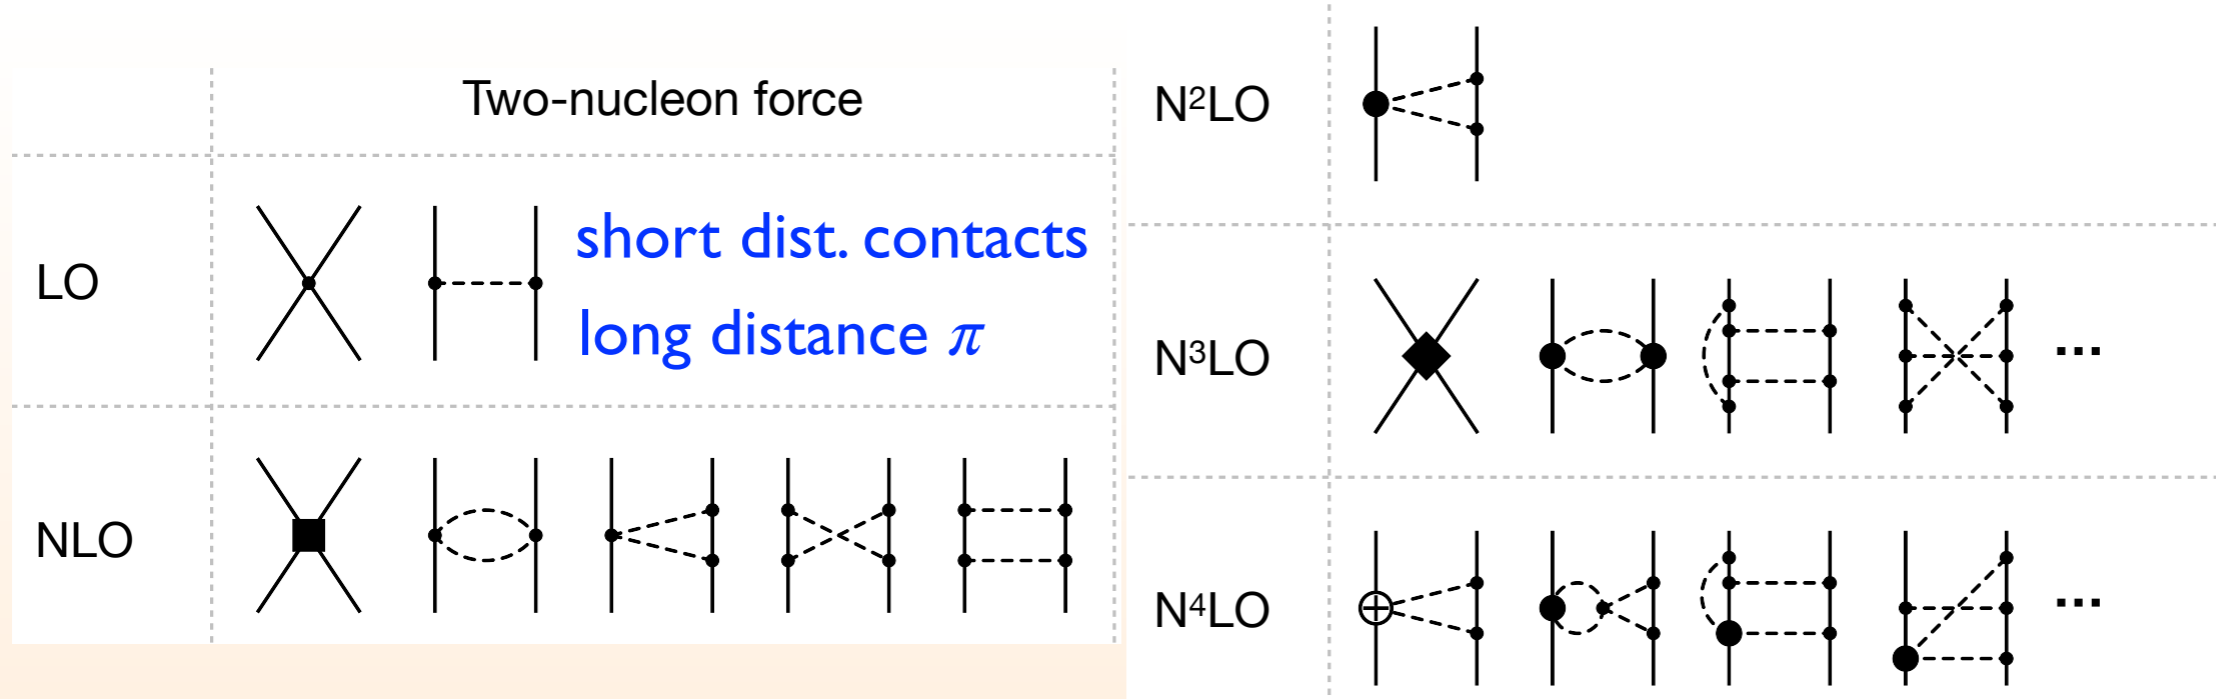 Two-nucleon force
LO
short dist. contacts
long distance π
NLO
N²LO
N³LO
...
N⁴LO
...